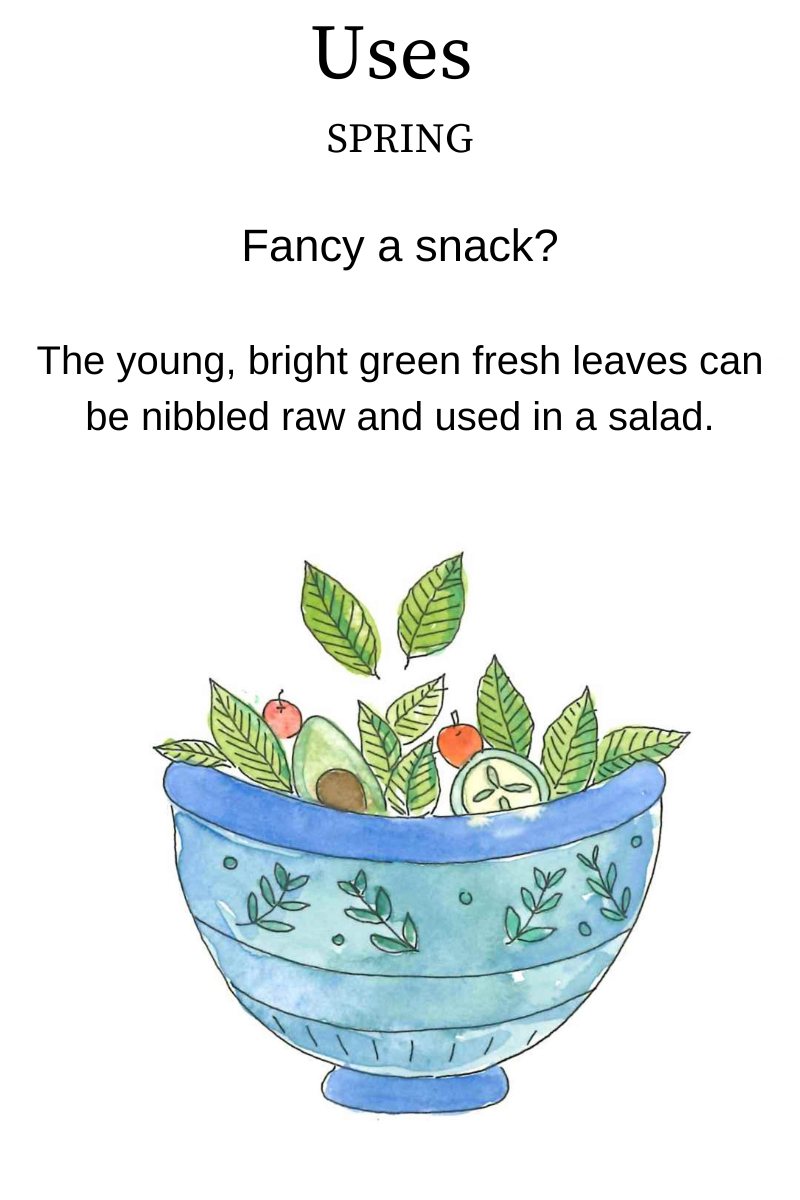 Uses
SPRING
Fancy a snack?
The young, bright green fresh leaves can
be nibbled raw and used in a salad.